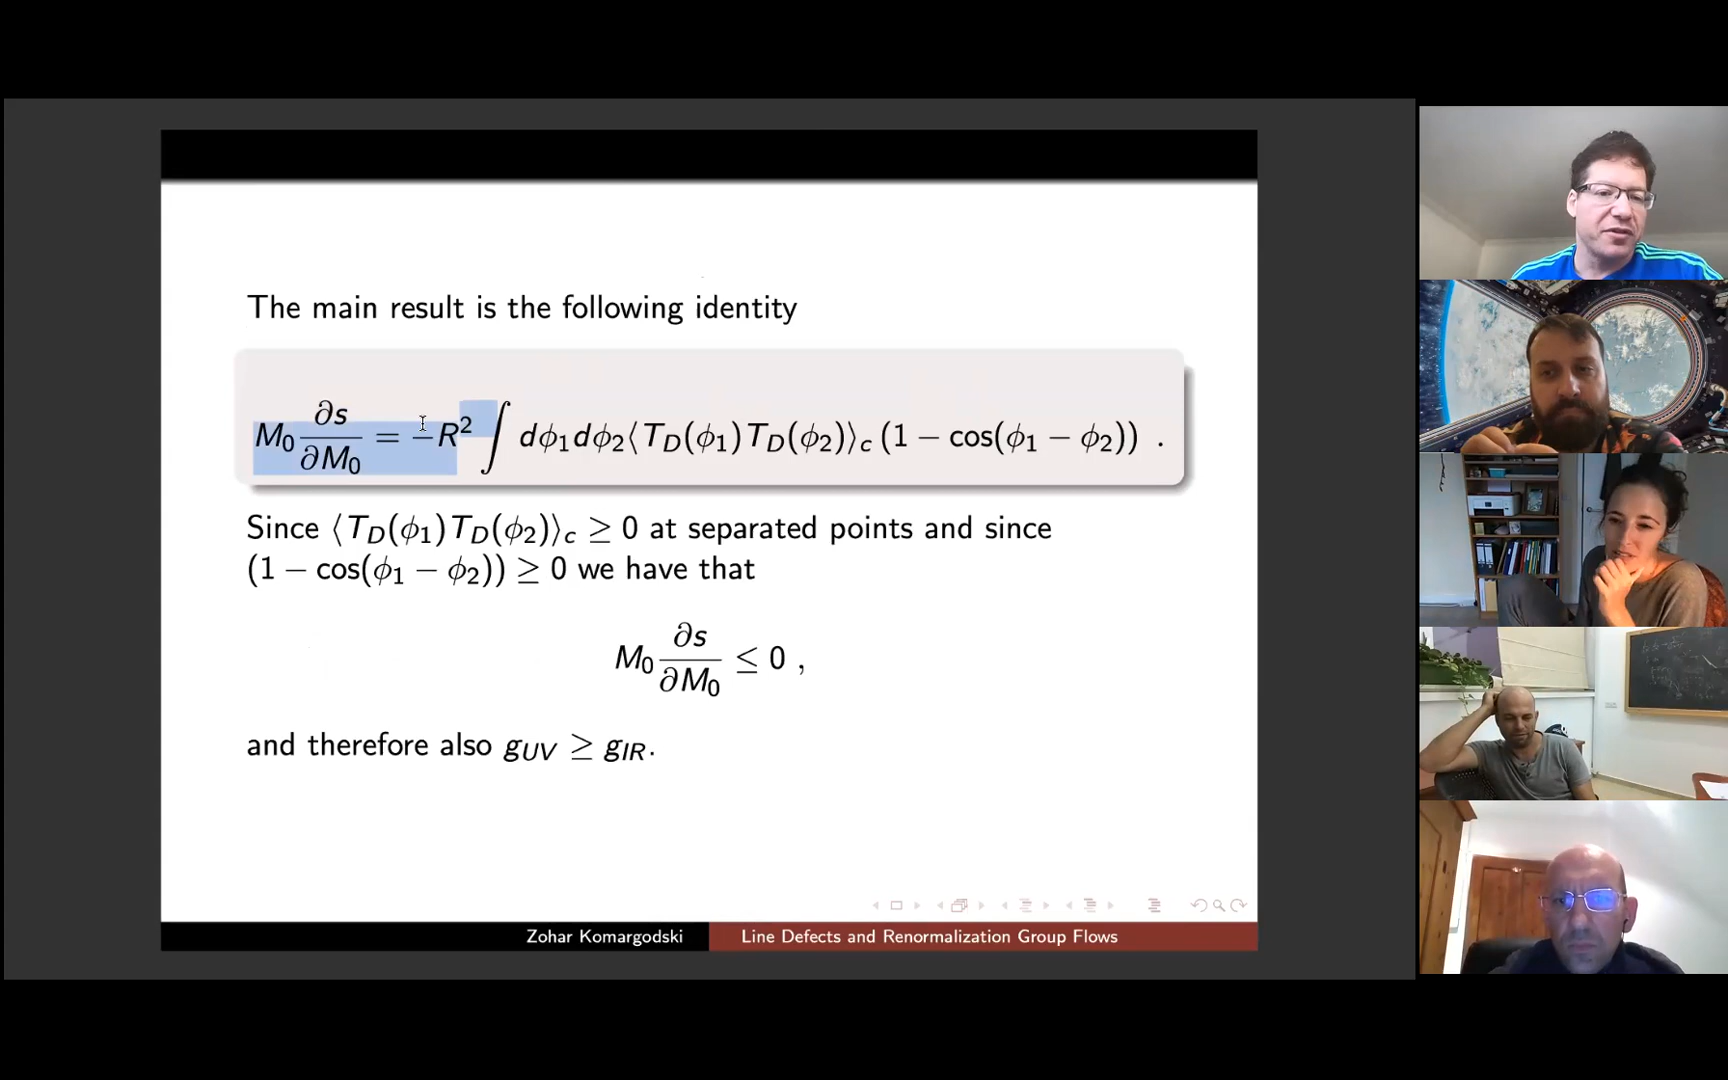 The main result is the following identity
M₀ ∂s/∂M₀ = −R² ∫ dϕ₁dϕ₂⟨T_D(ϕ₁)T_D(ϕ₂)⟩_c (1 − cos(ϕ₁ − ϕ₂)) .
Since ⟨T_D(ϕ₁)T_D(ϕ₂)⟩_c ≥ 0 at separated points and since
(1 − cos(ϕ₁ − ϕ₂)) ≥ 0 we have that
M₀ ∂s/∂M₀ ≤ 0 ,
and therefore also g_UV ≥ g_IR.
Zohar Komargodski
Line Defects and Renormalization Group Flows